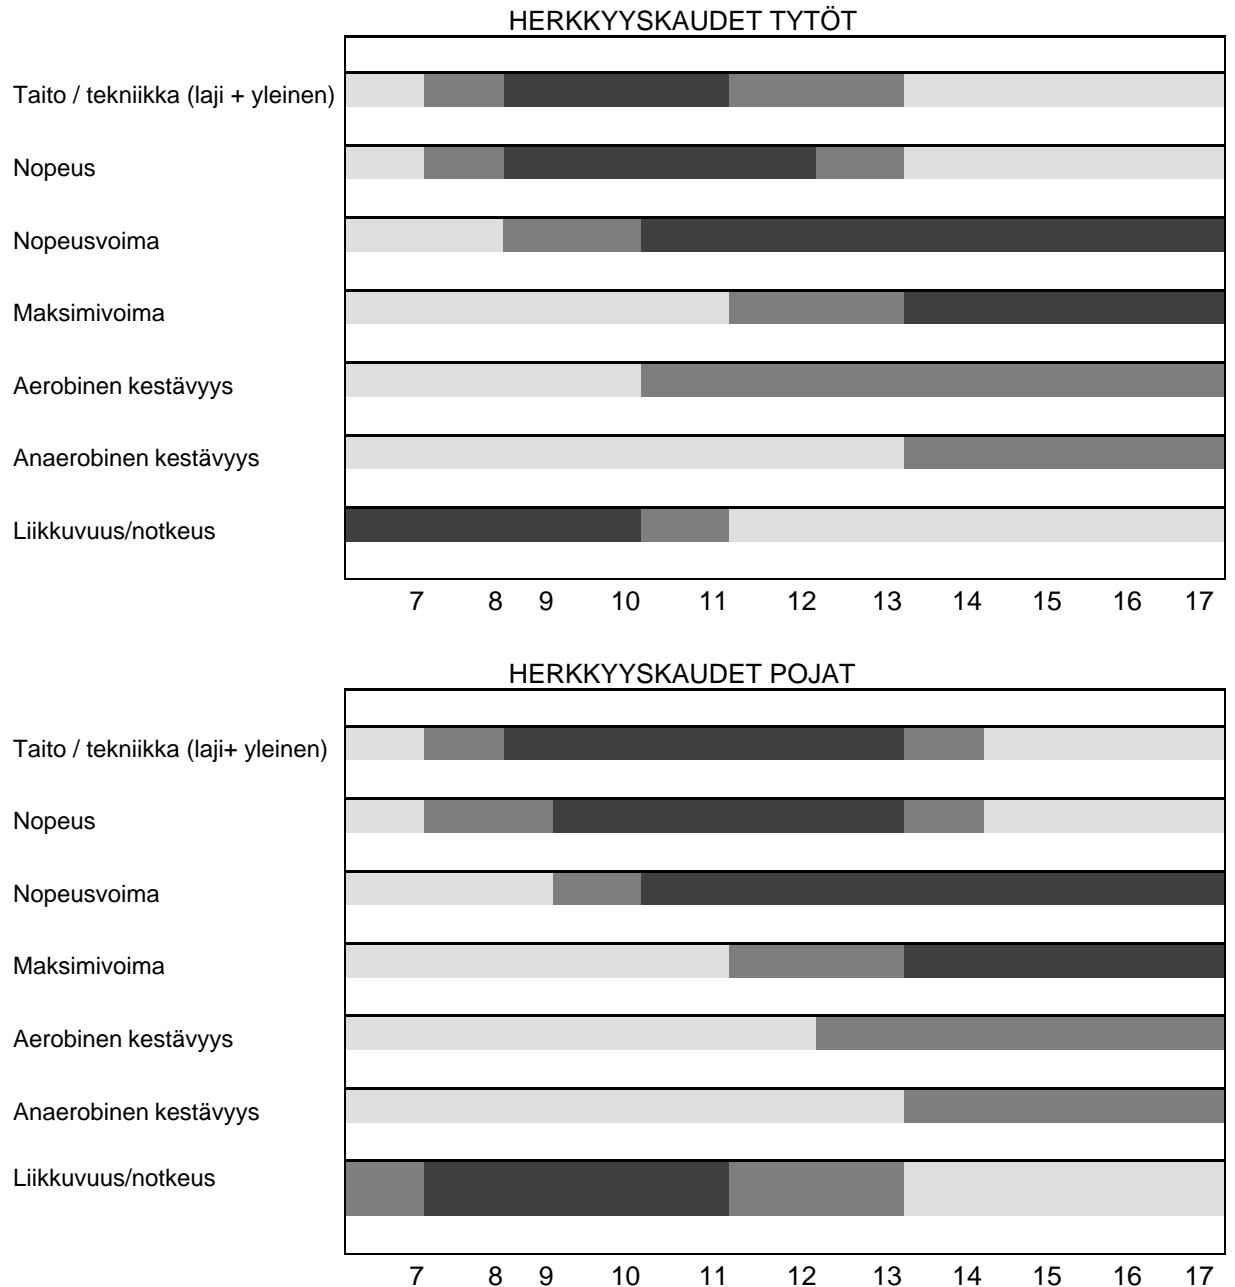 HERKKYYSKAUDET TYTÖT
Taito / tekniikka (laji + yleinen)
Nopeus
Nopeusvoima
Maksimivoima
Aerobinen kestävyys
Anaerobinen kestävyys
Liikkuvuus/notkeus
7 8 9 10 11 12 13 14 15 16 17
HERKKYYSKAUDET POJAT
Taito / tekniikka (laji+ yleinen)
Nopeus
Nopeusvoima
Maksimivoima
Aerobinen kestävyys
Anaerobinen kestävyys
Liikkuvuus/notkeus
7 8 9 10 11 12 13 14 15 16 17